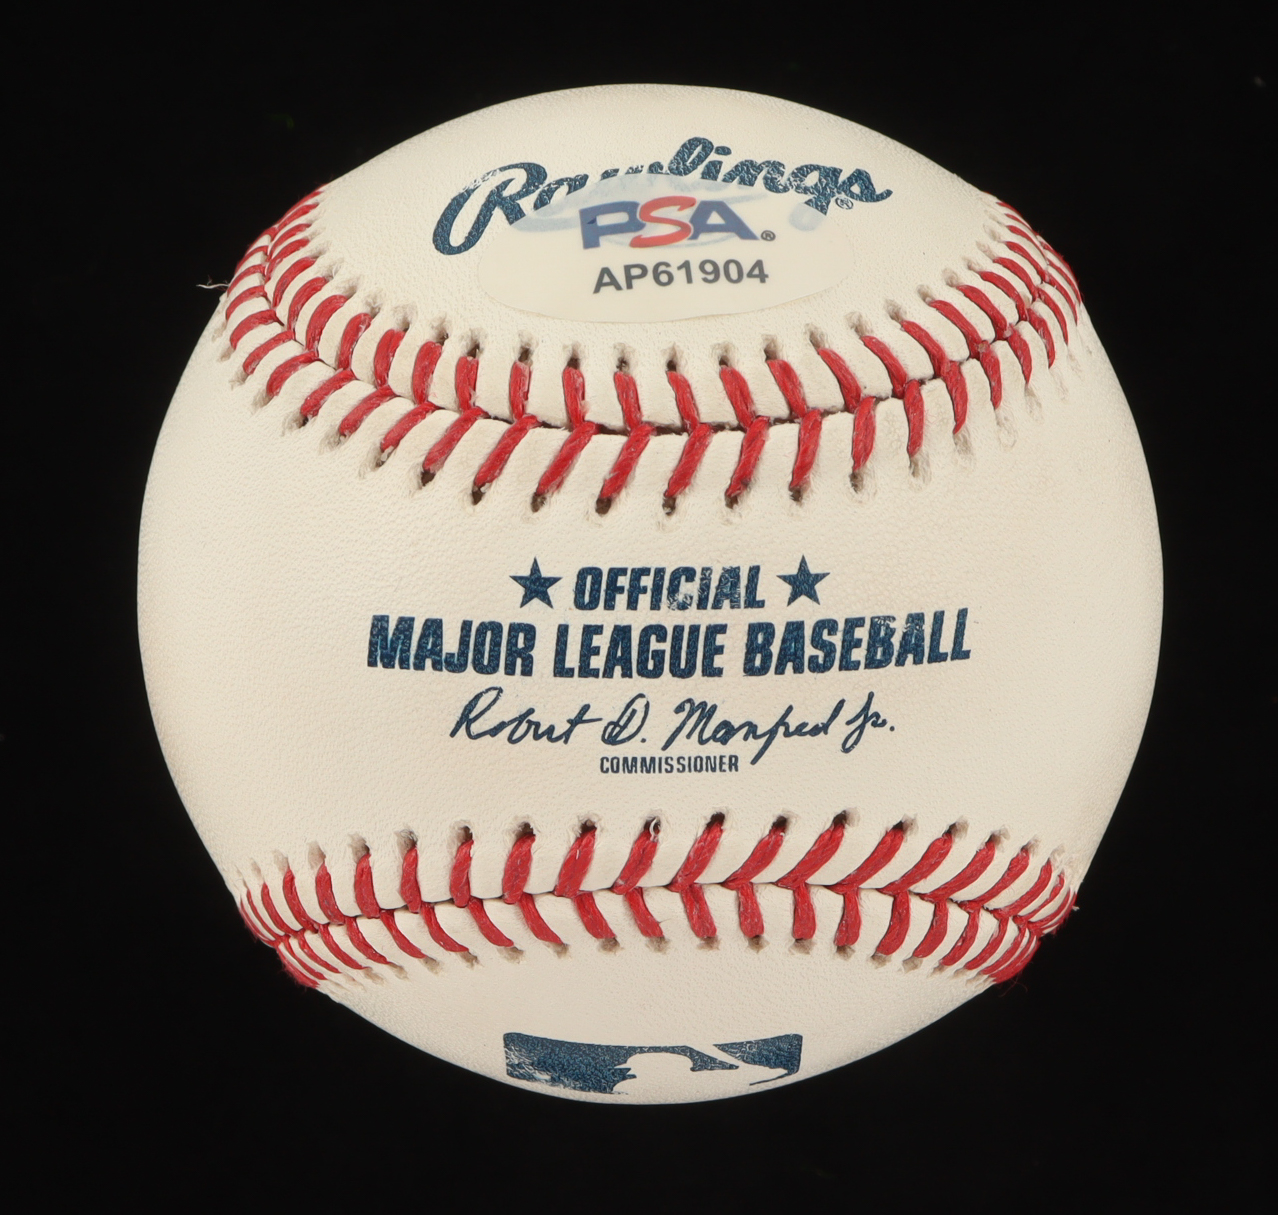 Rawlings®
PSA®
AP61904
★ OFFICIAL ★
MAJOR LEAGUE BASEBALL
Robert D. Manfred Jr.
COMMISSIONER